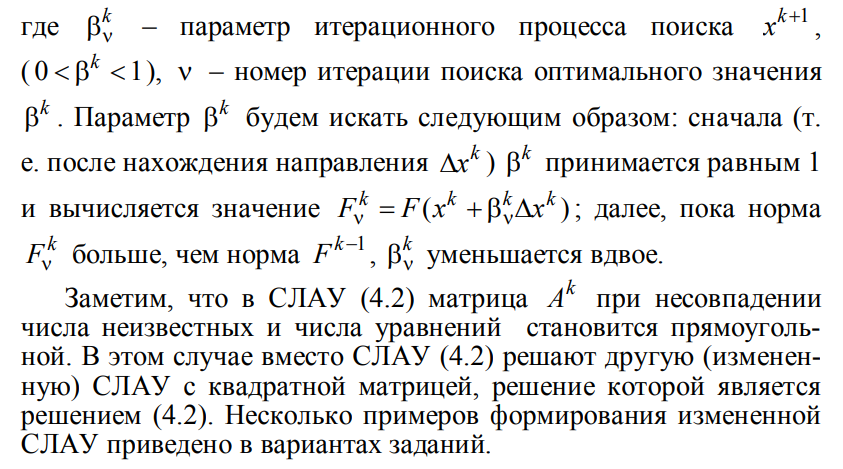 где $\beta_{\nu}^{k}$ – параметр итерационного процесса поиска $x^{k+1}$,
$(0 < \beta^{k} < 1)$, $\nu$ – номер итерации поиска оптимального значения
$\beta^{k}$. Параметр $\beta^{k}$ будем искать следующим образом: сначала (т.
е. после нахождения направления $\Delta x^{k}$) $\beta^{k}$ принимается равным 1
и вычисляется значение $F_{\nu}^{k} = F(x^{k} + \beta_{\nu}^{k}\Delta x^{k})$; далее, пока норма
$F_{\nu}^{k}$ больше, чем норма $F^{k-1}$, $\beta_{\nu}^{k}$ уменьшается вдвое.
Заметим, что в СЛАУ (4.2) матрица $A^{k}$ при несовпадении
числа неизвестных и числа уравнений становится прямоуголь-
ной. В этом случае вместо СЛАУ (4.2) решают другую (изменен-
ную) СЛАУ с квадратной матрицей, решение которой является
решением (4.2). Несколько примеров формирования измененной
СЛАУ приведено в вариантах заданий.